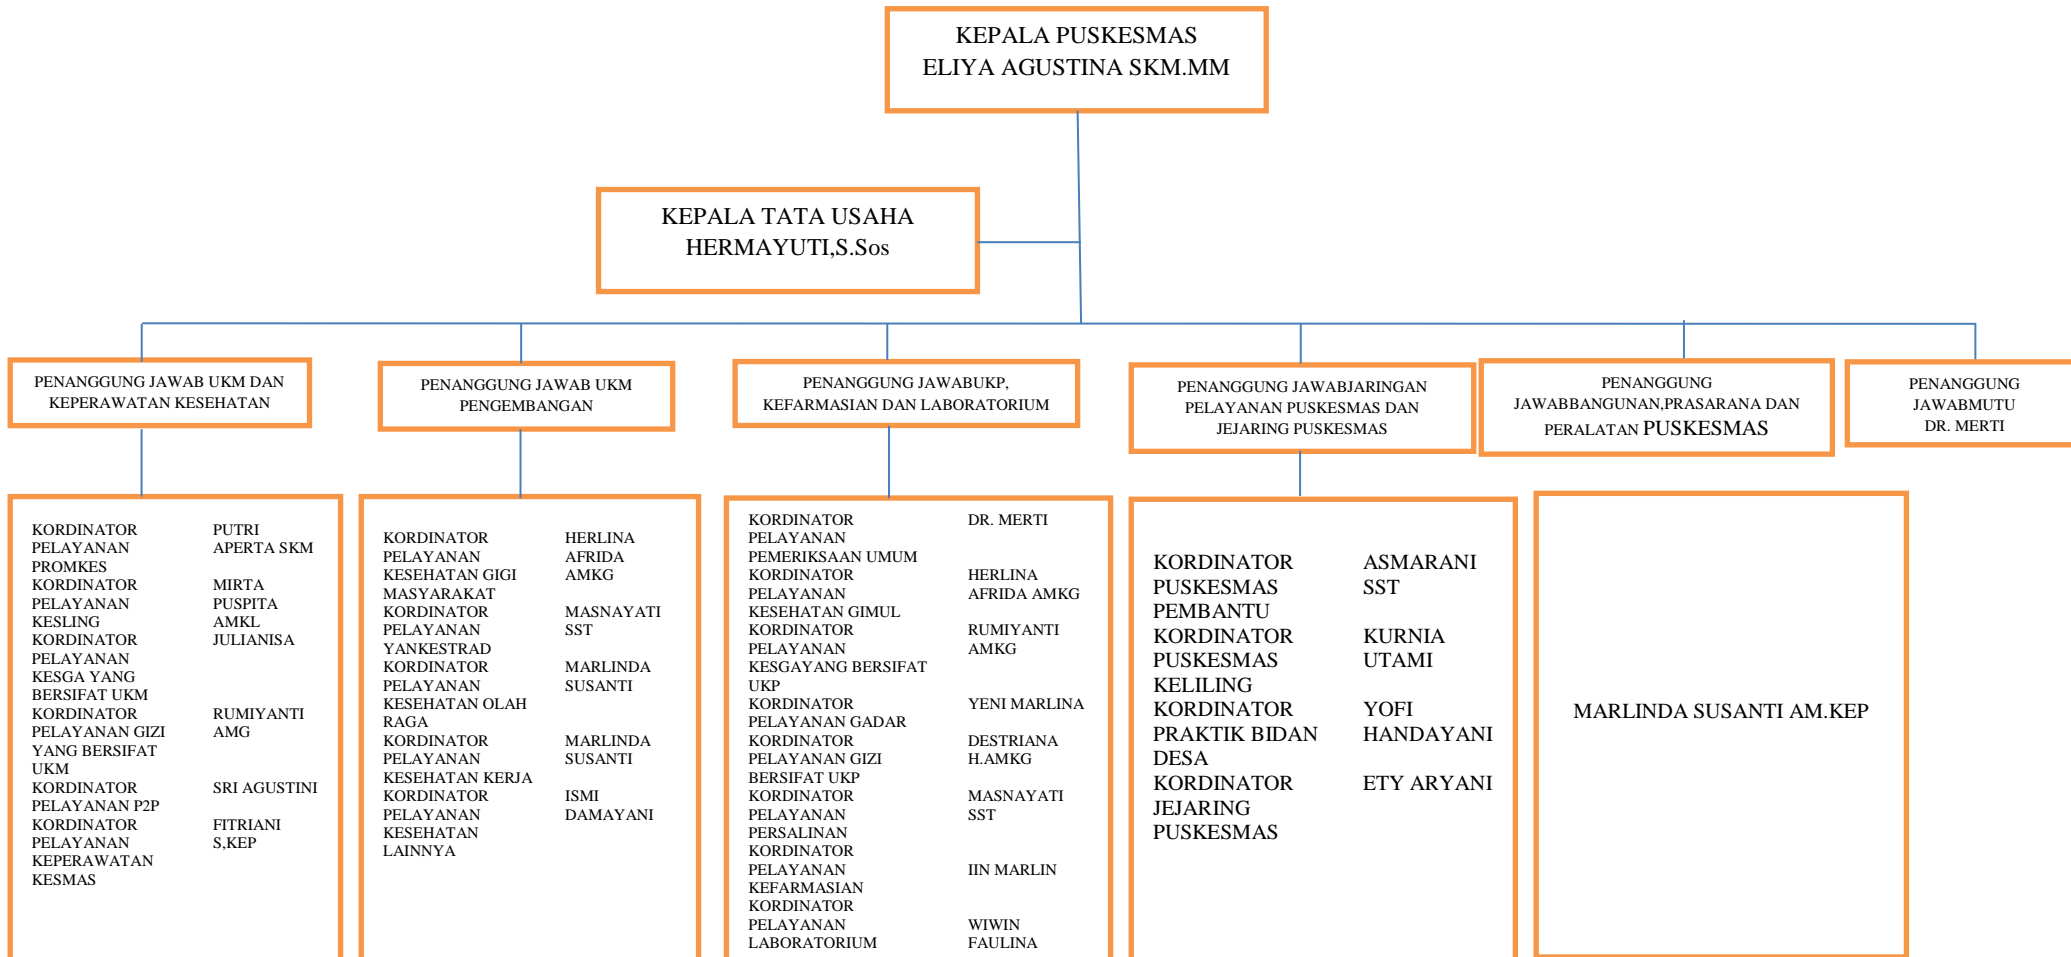 KEPALA PUSKESMAS
ELIYA AGUSTINA SKM.MM
KEPALA TATA USAHA
HERMAYUTI,S.Sos
PENANGGUNG JAWAB UKM DAN
KEPERAWATAN KESEHATAN
PENANGGUNG JAWAB UKM
PENGEMBANGAN
PENANGGUNG JAWABUKP,
KEFARMASIAN DAN LABORATORIUM
PENANGGUNG JAWABJARINGAN
PELAYANAN PUSKESMAS DAN
JEJARING PUSKESMAS
PENANGGUNG
JAWABBANGUNAN,PRASARANA DAN
PERALATAN PUSKESMAS
PENANGGUNG
JAWABMUTU
DR. MERTI
KORDINATOR PUTRI
PELAYANAN APERTA SKM
PROMKES
KORDINATOR MIRTA
PELAYANAN PUSPITA
KESLING AMKL
KORDINATOR JULIANISA
PELAYANAN
KESGA YANG
BERSIFAT UKM
KORDINATOR RUMIYANTI
PELAYANAN GIZI AMG
YANG BERSIFAT
UKM
KORDINATOR SRI AGUSTINI
PELAYANAN P2P
KORDINATOR FITRIANI
PELAYANAN S,KEP
KEPERAWATAN
KESMAS
KORDINATOR HERLINA
PELAYANAN AFRIDA
KESEHATAN GIGI AMKG
MASYARAKAT
KORDINATOR MASNAYATI
PELAYANAN SST
YANKESTRAD
KORDINATOR MARLINDA
PELAYANAN SUSANTI
KESEHATAN OLAH
RAGA
KORDINATOR MARLINDA
PELAYANAN SUSANTI
KESEHATAN KERJA
KORDINATOR ISMI
PELAYANAN DAMAYANI
KESEHATAN
LAINNYA
KORDINATOR DR. MERTI
PELAYANAN
PEMERIKSAAN UMUM
KORDINATOR HERLINA
PELAYANAN AFRIDA AMKG
KESEHATAN GIMUL
KORDINATOR RUMIYANTI
PELAYANAN AMKG
KESGAYANG BERSIFAT
UKP
KORDINATOR YENI MARLINA
PELAYANAN GADAR
KORDINATOR DESTRIANA
PELAYANAN GIZI H.AMKG
BERSIFAT UKP
KORDINATOR MASNAYATI
PELAYANAN SST
PERSALINAN
KORDINATOR
PELAYANAN IIN MARLIN
KEFARMASIAN
KORDINATOR
PELAYANAN WIWIN
LABORATORIUM FAULINA
KORDINATOR ASMARANI
PUSKESMAS SST
PEMBANTU
KORDINATOR KURNIA
PUSKESMAS UTAMI
KELILING
KORDINATOR YOFI
PRAKTIK BIDAN HANDAYANI
DESA
KORDINATOR ETY ARYANI
JEJARING
PUSKESMAS
MARLINDA SUSANTI AM.KEP